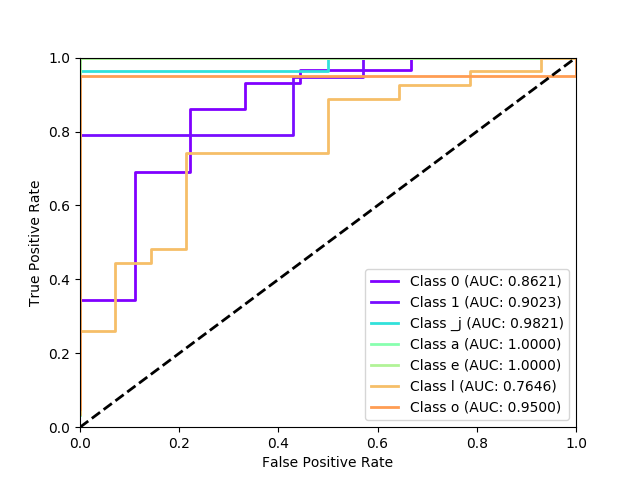 1.0
0.8
0.6
0.4
0.2
0.0
True Positive Rate
Class 0 (AUC: 0.8621)
Class 1 (AUC: 0.9023)
Class _j (AUC: 0.9821)
Class a (AUC: 1.0000)
Class e (AUC: 1.0000)
Class l (AUC: 0.7646)
Class o (AUC: 0.9500)
0.0 0.2 0.4 0.6 0.8 1.0
False Positive Rate